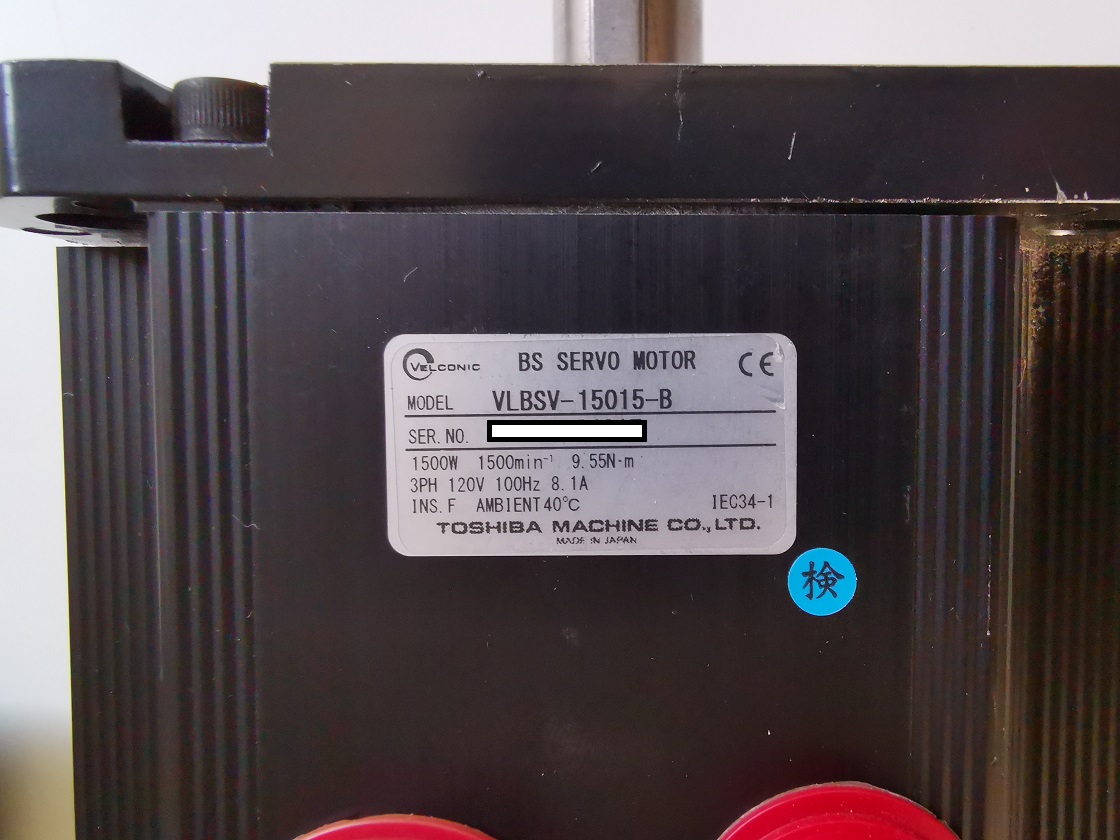 VELCONIC BS SERVO MOTOR CE
MODEL VLBSV-15015-B
SER.NO.
1500W 1500min⁻¹ 9.55N·m
3PH 120V 100Hz 8.1A
INS.F AMBIENT40℃ IEC34-1
TOSHIBA MACHINE CO.,LTD.
MADE IN JAPAN
検